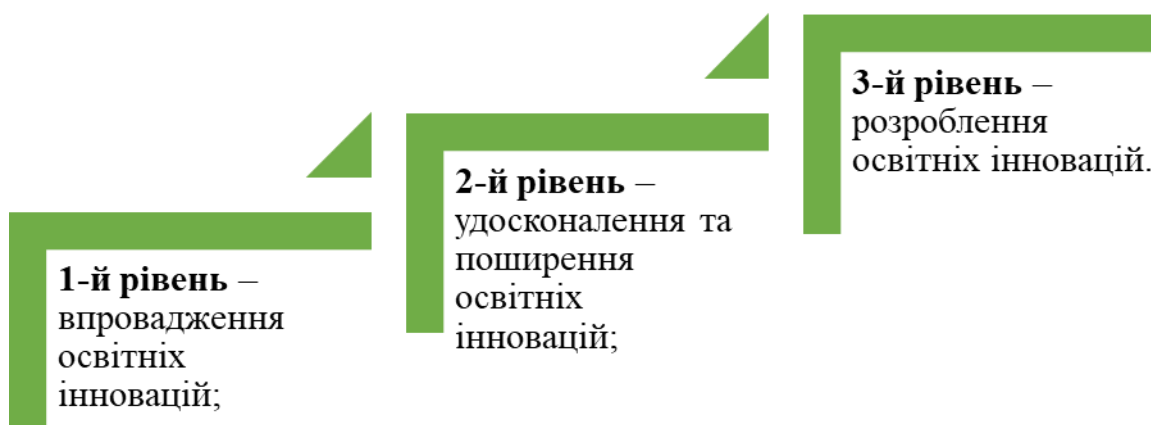 1-й рівень –
впровадження
освітніх
інновацій;
2-й рівень –
удосконалення та
поширення
освітніх
інновацій;
3-й рівень –
розроблення
освітніх інновацій.